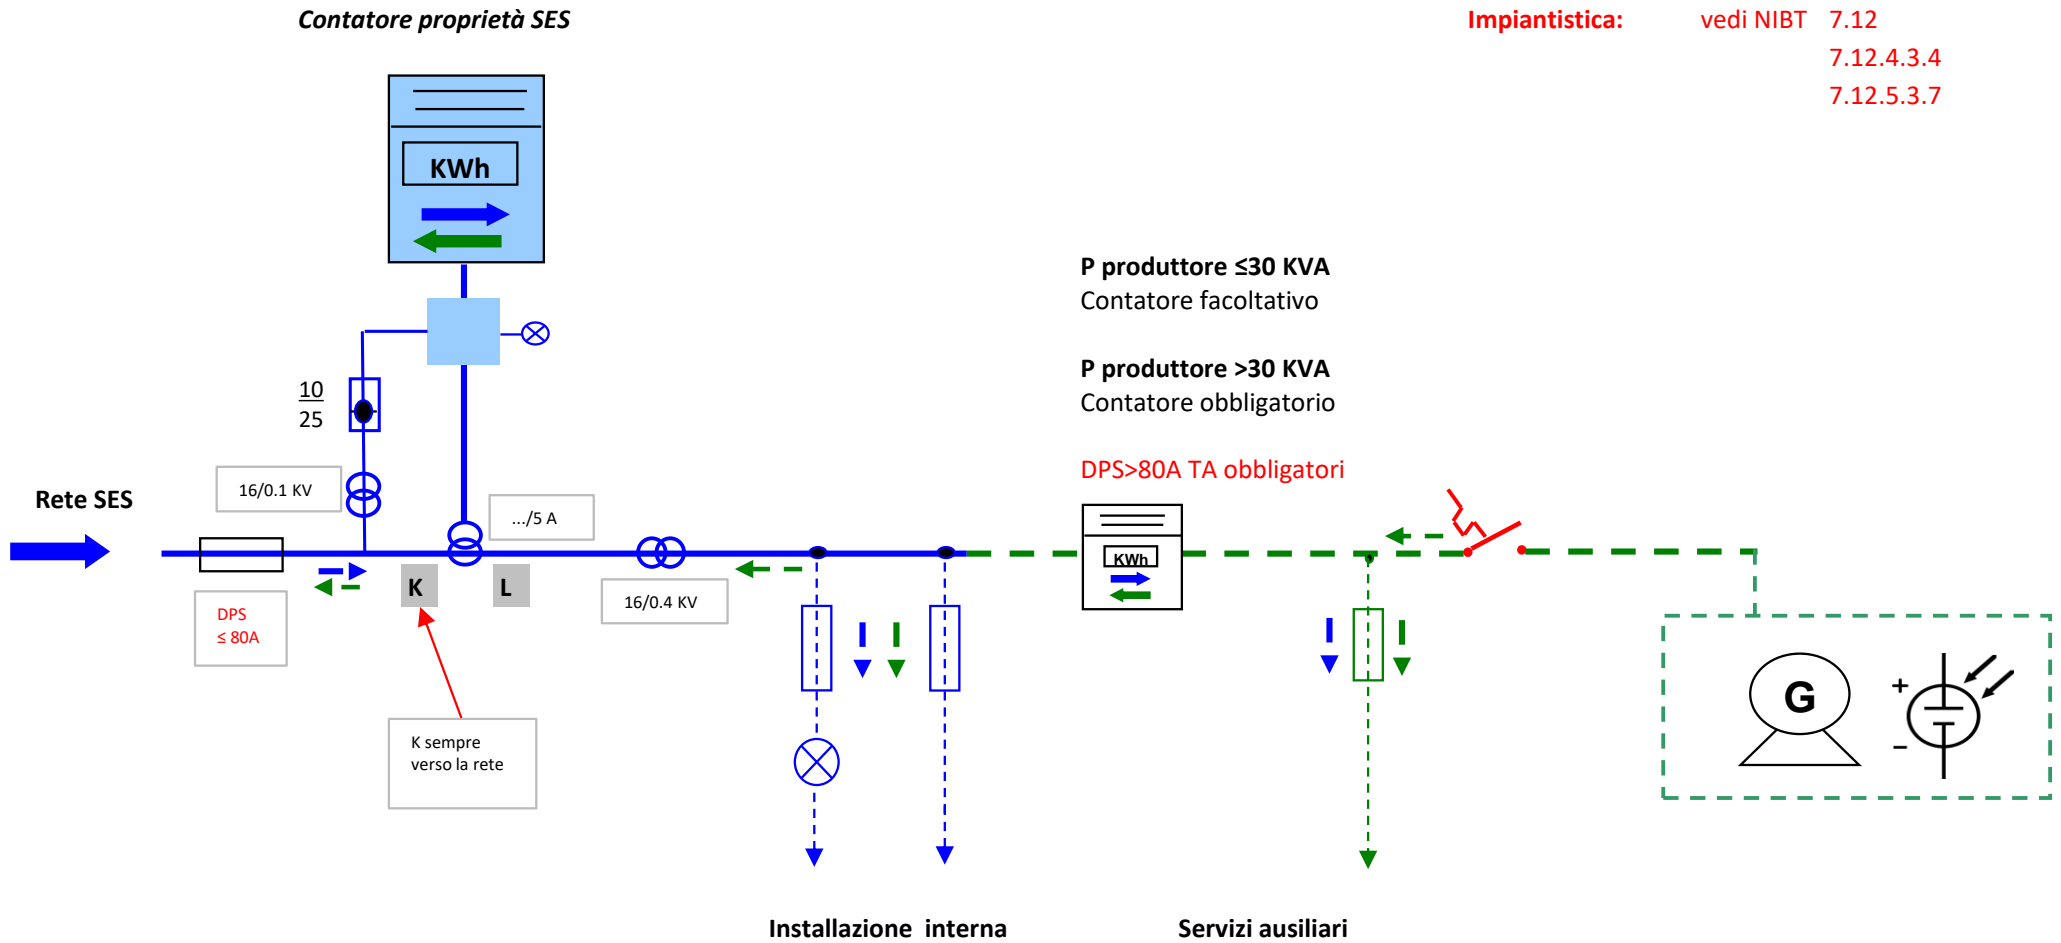 Contatore proprietà SES
Impiantistica: vedi NIBT 7.12
7.12.4.3.4
7.12.5.3.7
KWh
P produttore ≤30 KVA
Contatore facoltativo
P produttore >30 KVA
Contatore obbligatorio
10
25
DPS>80A TA obbligatori
16/0.1 KV
Rete SES
.../5 A
KWh
K
L
16/0.4 KV
DPS
≤ 80A
G
+
−
K sempre
verso la rete
Installazione interna
Servizi ausiliari